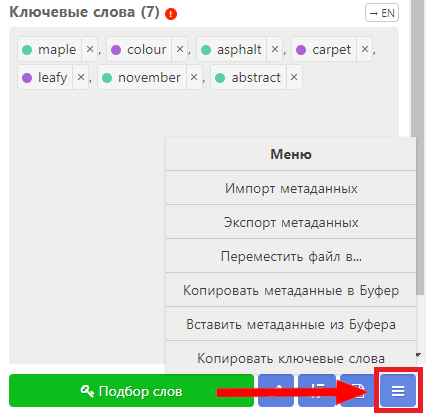 Ключевые слова (7) → EN
maple ×, colour ×, asphalt ×, carpet ×,
leafy ×, november ×, abstract ×
Меню
Импорт метаданных
Экспорт метаданных
Переместить файл в...
Копировать метаданные в Буфер
Вставить метаданные из Буфера
Копировать ключевые слова
Подбор слов